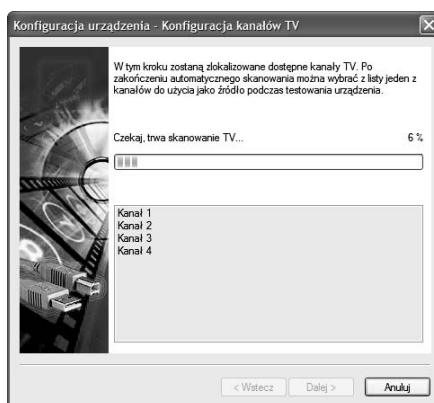 Konfiguracja urządzenia - Konfiguracja kanałów TV
W tym kroku zostaną zlokalizowane dostępne kanały TV. Po
zakończeniu automatycznego skanowania można wybrać z listy jeden z
kanałów do użycia jako źródło podczas testowania urządzenia.
Czekaj, trwa skanowanie TV... 6 %
Kanał 1
Kanał 2
Kanał 3
Kanał 4
< Wstecz Dalej > Anuluj